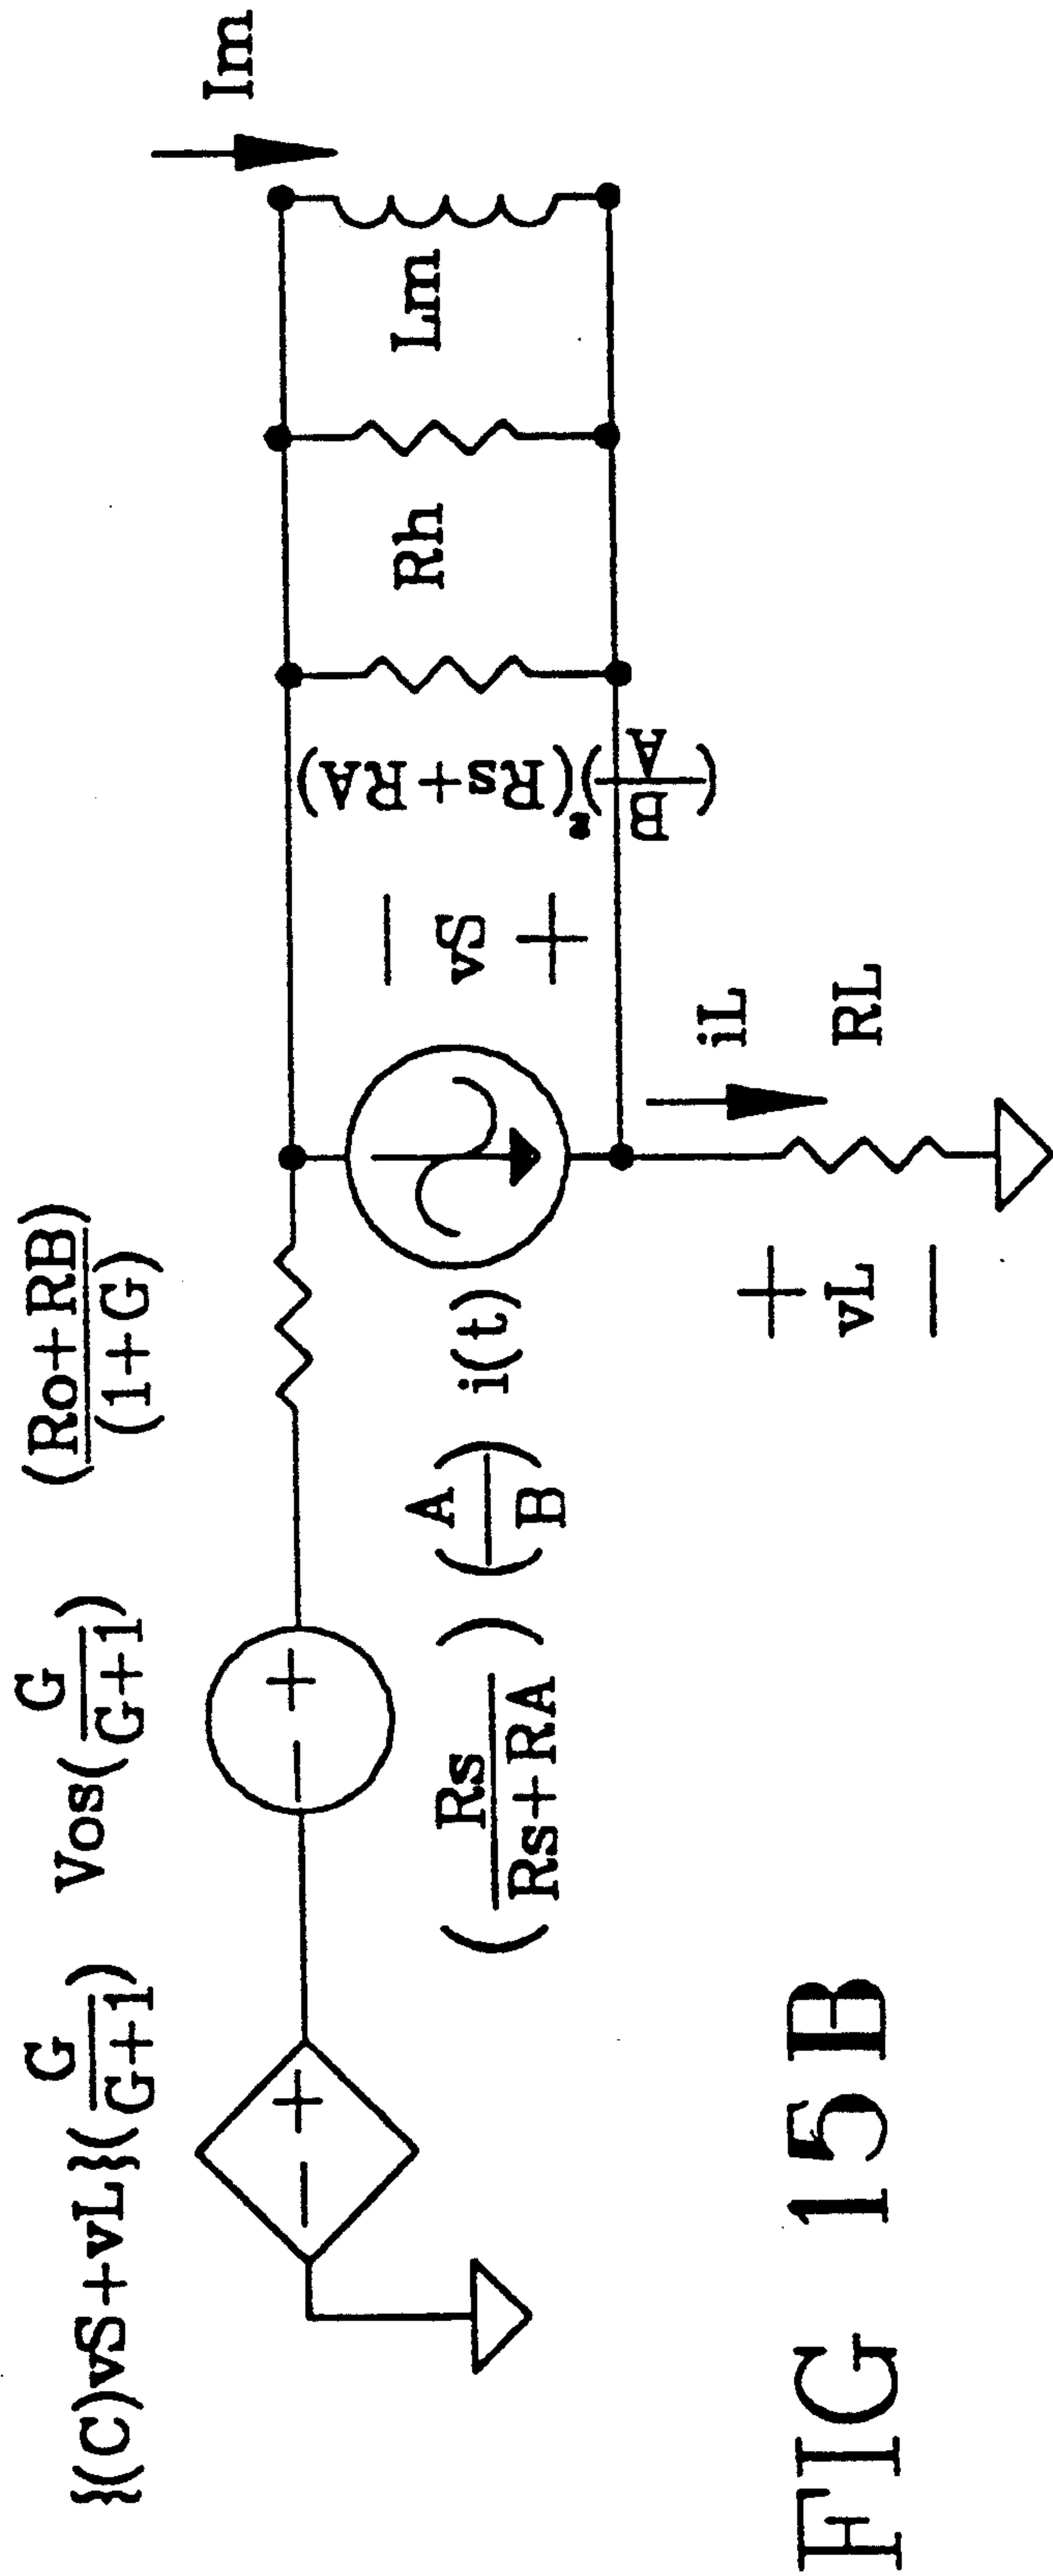 {(C)vS+vL}(G/(G+1))
Vos(G/(G+1))
(Ro+RB)/(1+G)
Im
(Rs/(Rs+RA))(A/B) i(t)
− vS +
(B/A)²(Rs+RA)
Rh
Lm
+ vL −
iL
RL
− +
− +
FIG 15B